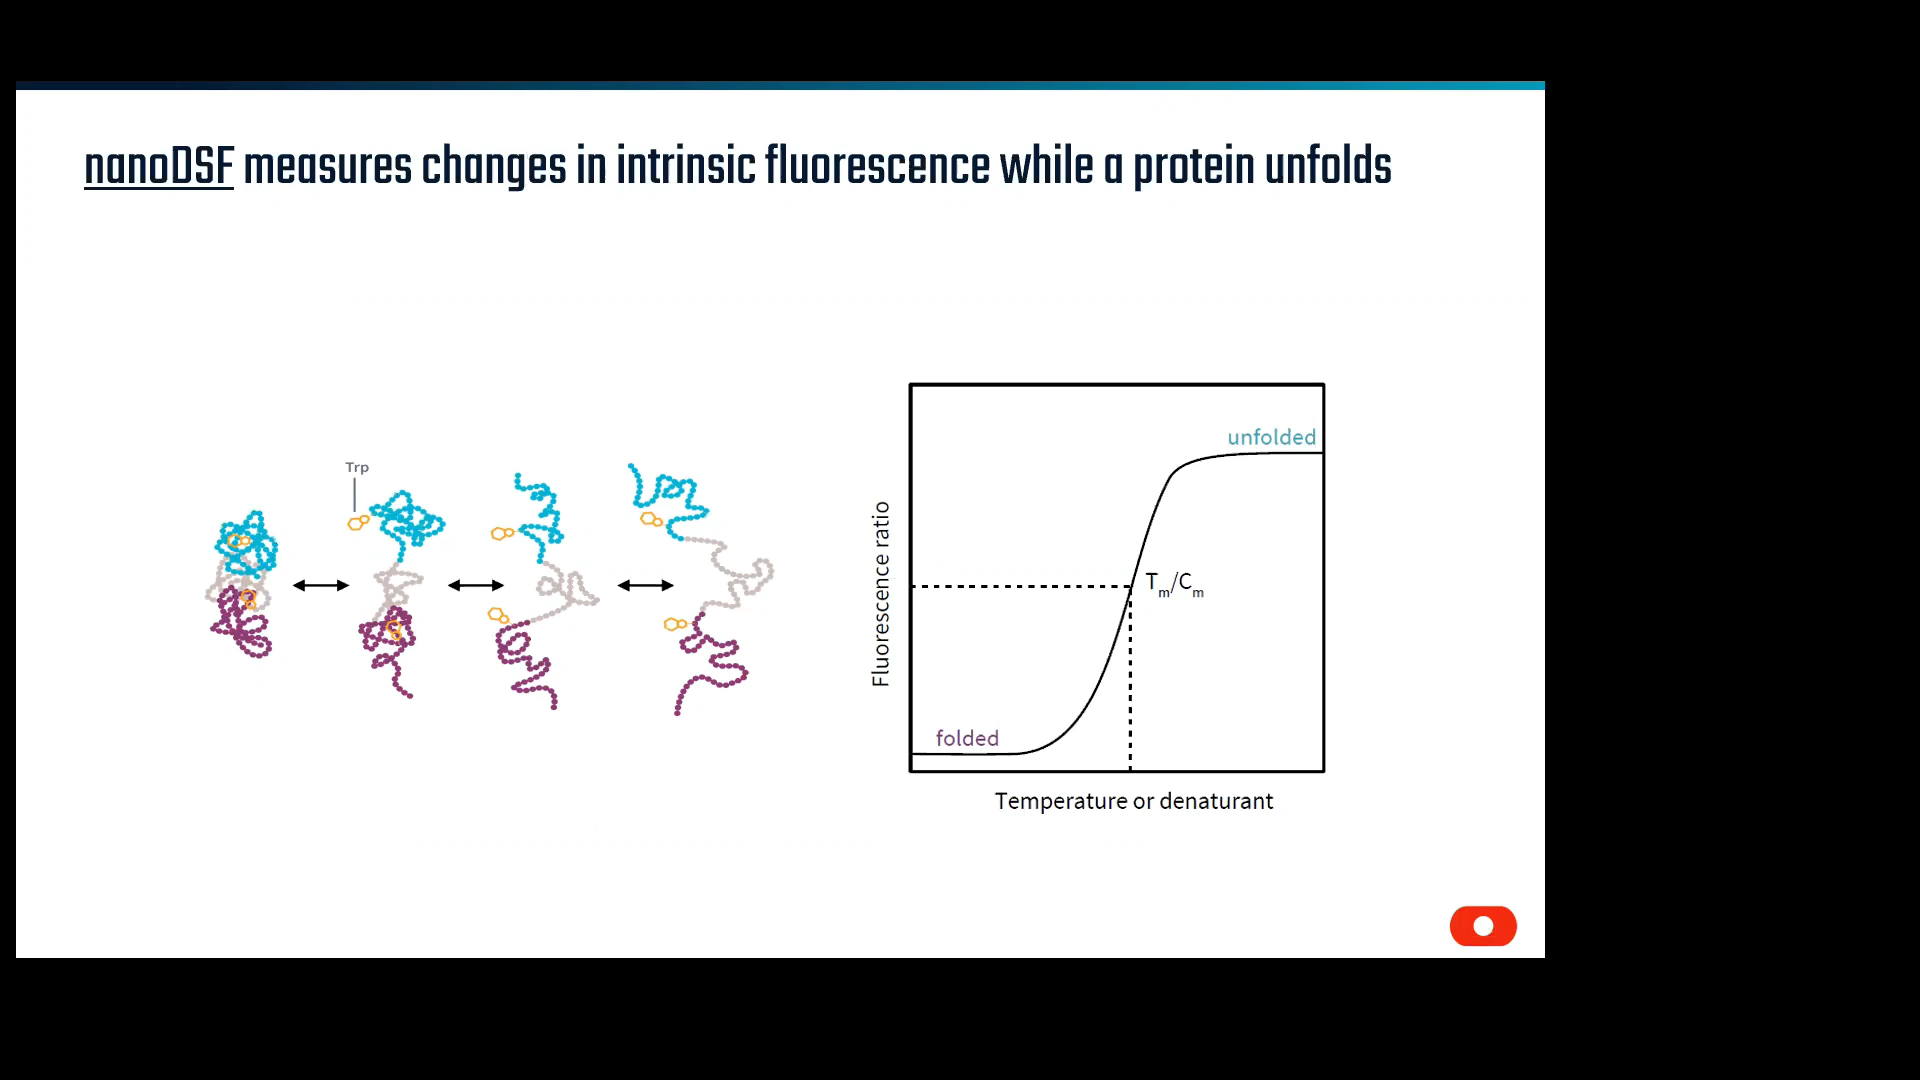 nanoDSF measures changes in intrinsic fluorescence while a protein unfolds
Trp
Fluorescence ratio
unfolded
Tm/Cm
folded
Temperature or denaturant